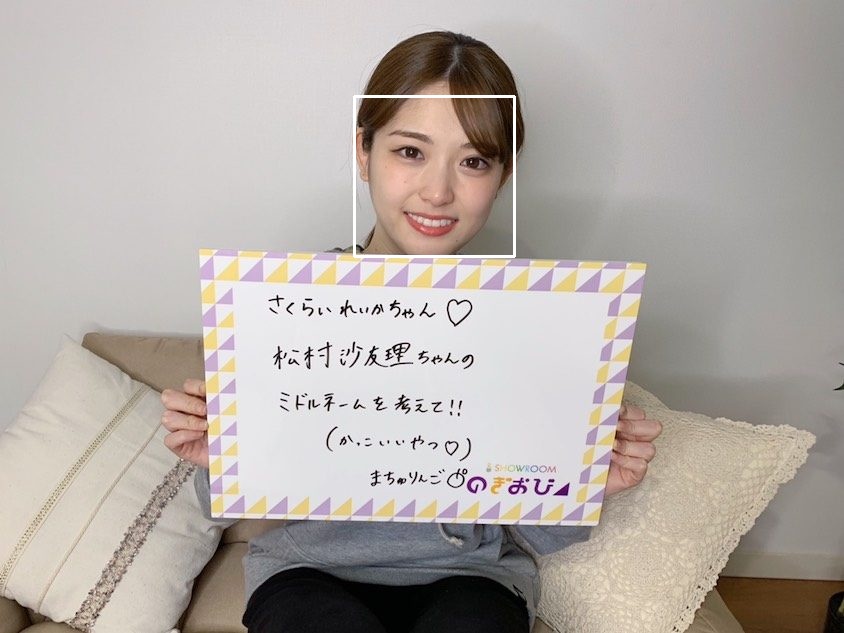 さくらいれいかちゃん♡
松村沙友理ちゃんの
ミドルネームを考えて!!
(かっこいいやつ♡)
まちゅりんご
SHOWROOM
のぎおび